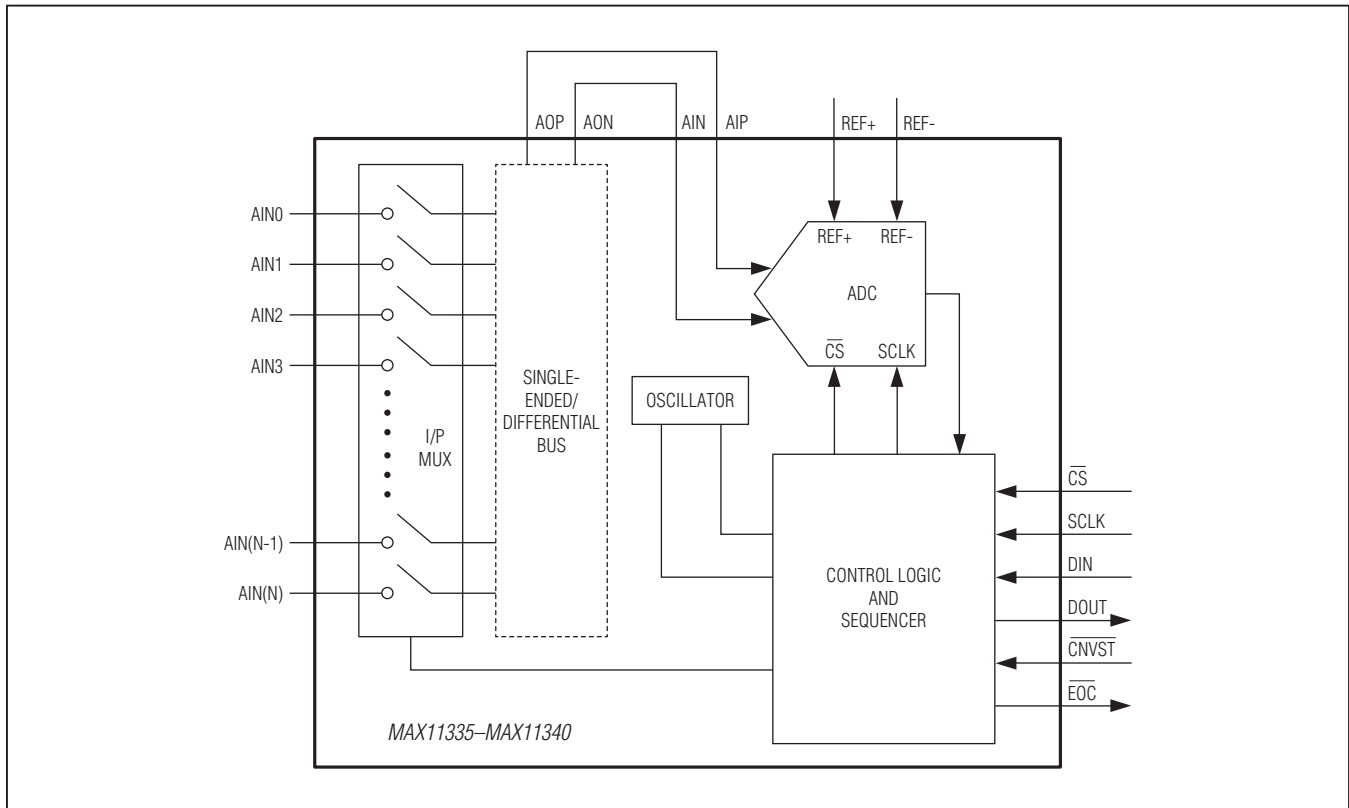 AOP
AON
AIN
AIP
REF+
REF-
AIN0
AIN1
AIN2
AIN3
AIN(N-1)
AIN(N)
I/P
MUX
SINGLE-
ENDED/
DIFFERENTIAL
BUS
REF+
REF-
ADC
CS
SCLK
OSCILLATOR
CONTROL LOGIC
AND
SEQUENCER
CS
SCLK
DIN
DOUT
CNVST
EOC
MAX11335–MAX11340